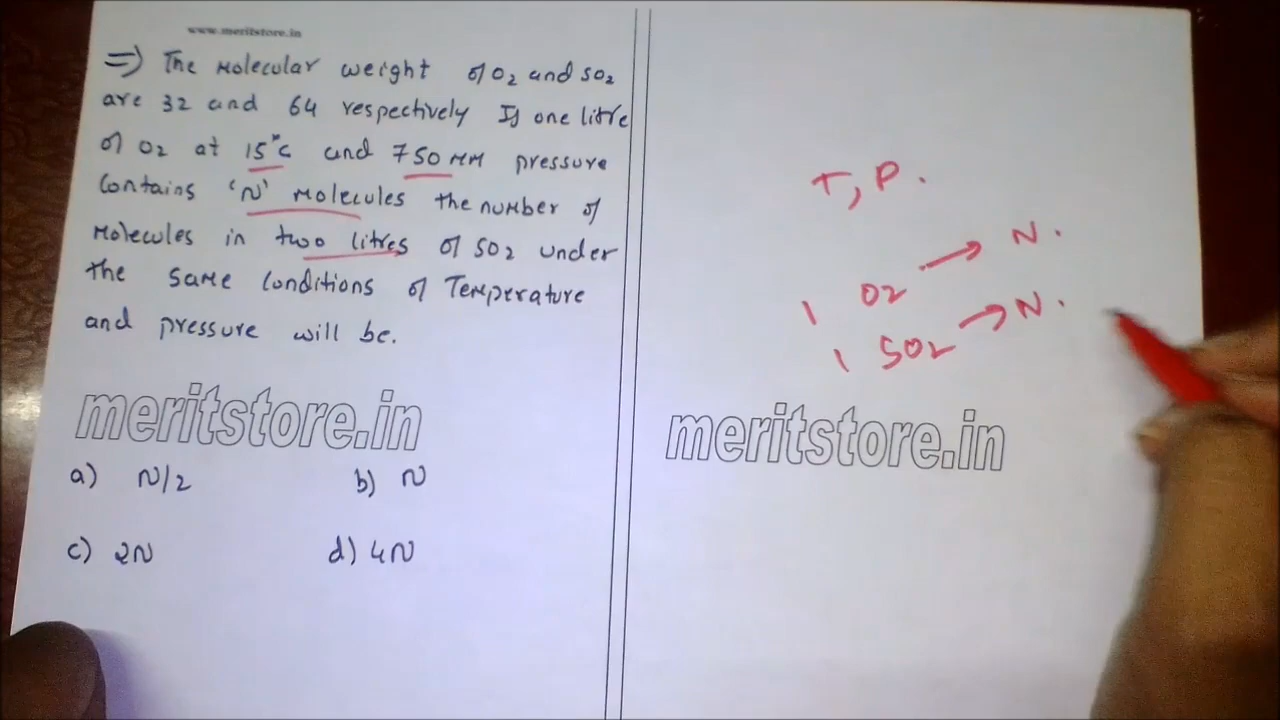 www.meritstore.in
⇒) The Molecular weight of O2 and SO2
are 32 and 64 respectively If one litre
of O2 at 15°C and 750 MM pressure
Contains 'N' molecules the number of
Molecules in two litres of SO2 under
the same Conditions of Temperature
and pressure will be.
meritstore.in
a) N/2 b) N
c) 2N d) 4N
T, P.
1 O2 → N.
1 SO2 → N.
meritstore.in